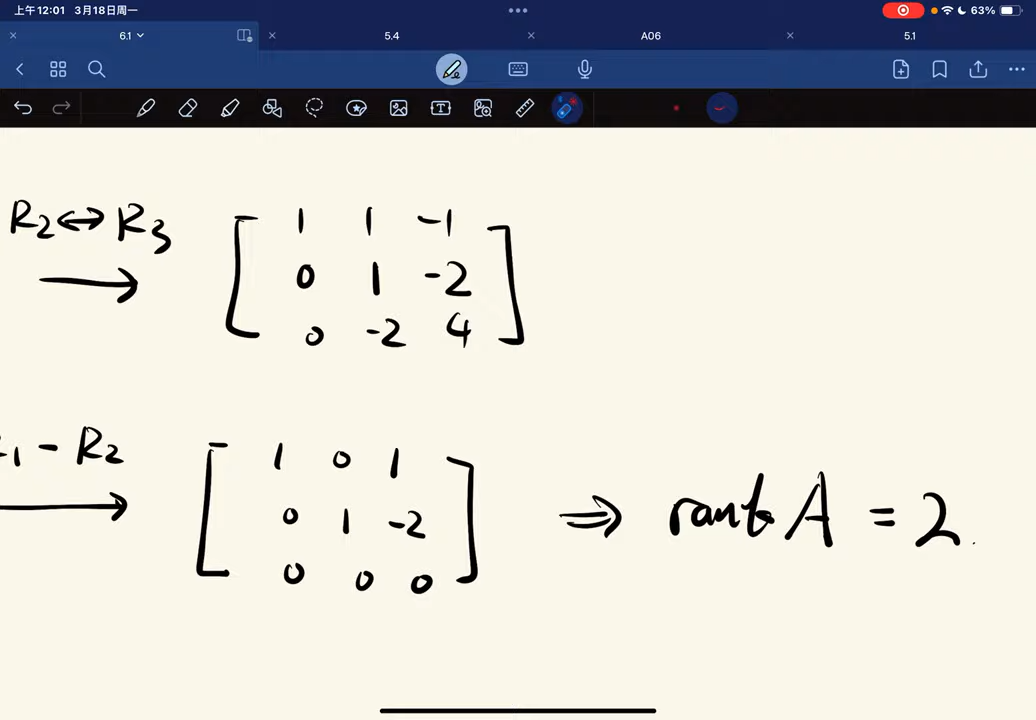 上午12:01 3月18日周一 63%
6.1 5.4 A06 5.1
R2↔R3
1 1 -1
0 1 -2
0 -2 4
- R2
1 0 1
0 1 -2
0 0 0
⇒ rank A = 2.